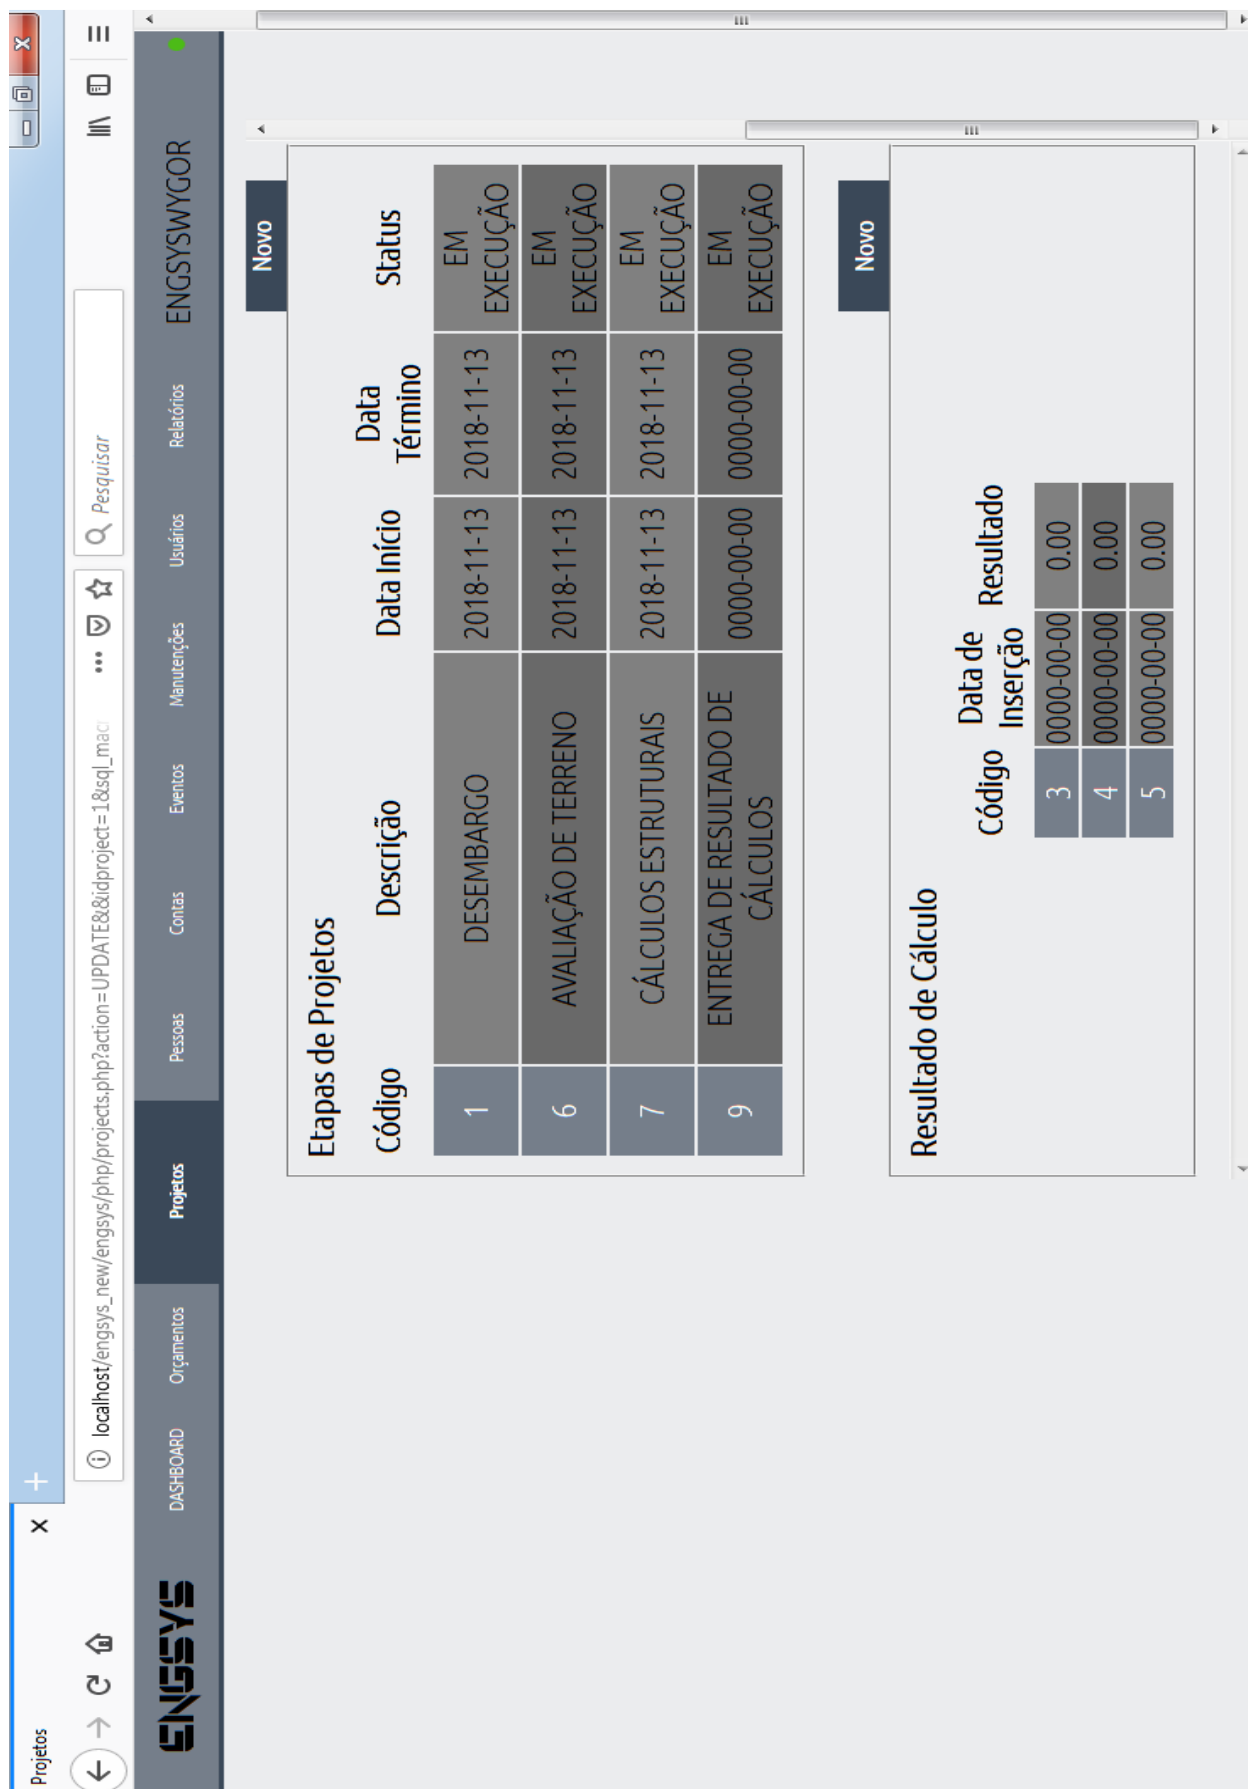 Projetos
localhost/engsys_new/engsys/php/projects.php?action=UPDATE&&idproject=1&sql_mac
Pesquisar
ENGSYS
DASHBOARD
Orçamentos
Projetos
Pessoas
Contas
Eventos
Manutenções
Usuários
Relatórios
ENGSYSWYGOR
Novo
Etapas de Projetos
Código Descrição Data Início Data Término Status
1 DESEMBARGO 2018-11-13 2018-11-13 EM EXECUÇÃO
6 AVALIAÇÃO DE TERRENO 2018-11-13 2018-11-13 EM EXECUÇÃO
7 CÁLCULOS ESTRUTURAIS 2018-11-13 2018-11-13 EM EXECUÇÃO
9 ENTREGA DE RESULTADO DE CÁLCULOS 0000-00-00 0000-00-00 EM EXECUÇÃO
Novo
Resultado de Cálculo
Código Data de Inserção Resultado
3 0000-00-00 0.00
4 0000-00-00 0.00
5 0000-00-00 0.00